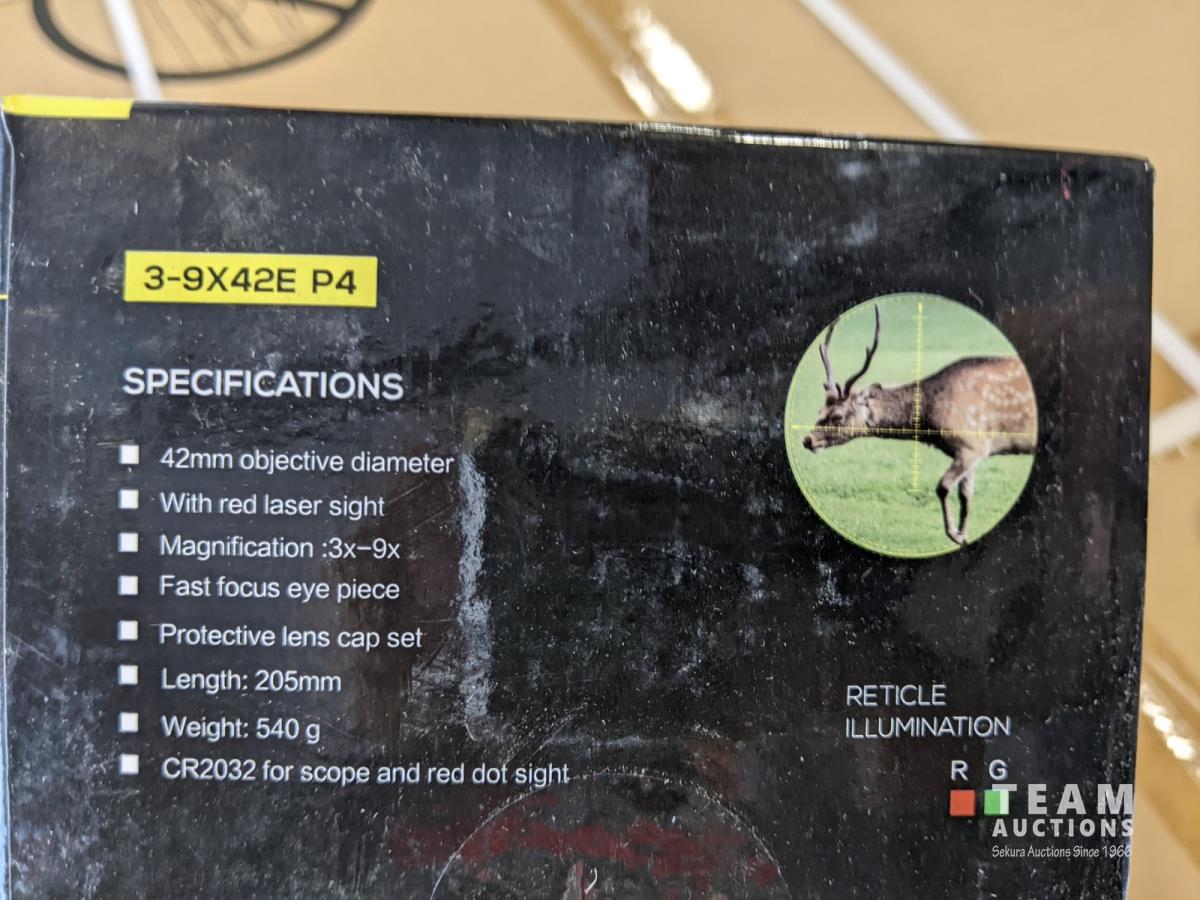 3-9X42E P4
SPECIFICATIONS
42mm objective diameter
With red laser sight
Magnification :3x-9x
Fast focus eye piece
Protective lens cap set
Length: 205mm
Weight: 540 g
CR2032 for scope and red dot sight
RETICLE
ILLUMINATION
R G
TEAM
AUCTIONS
Sekura Auctions Since 1966